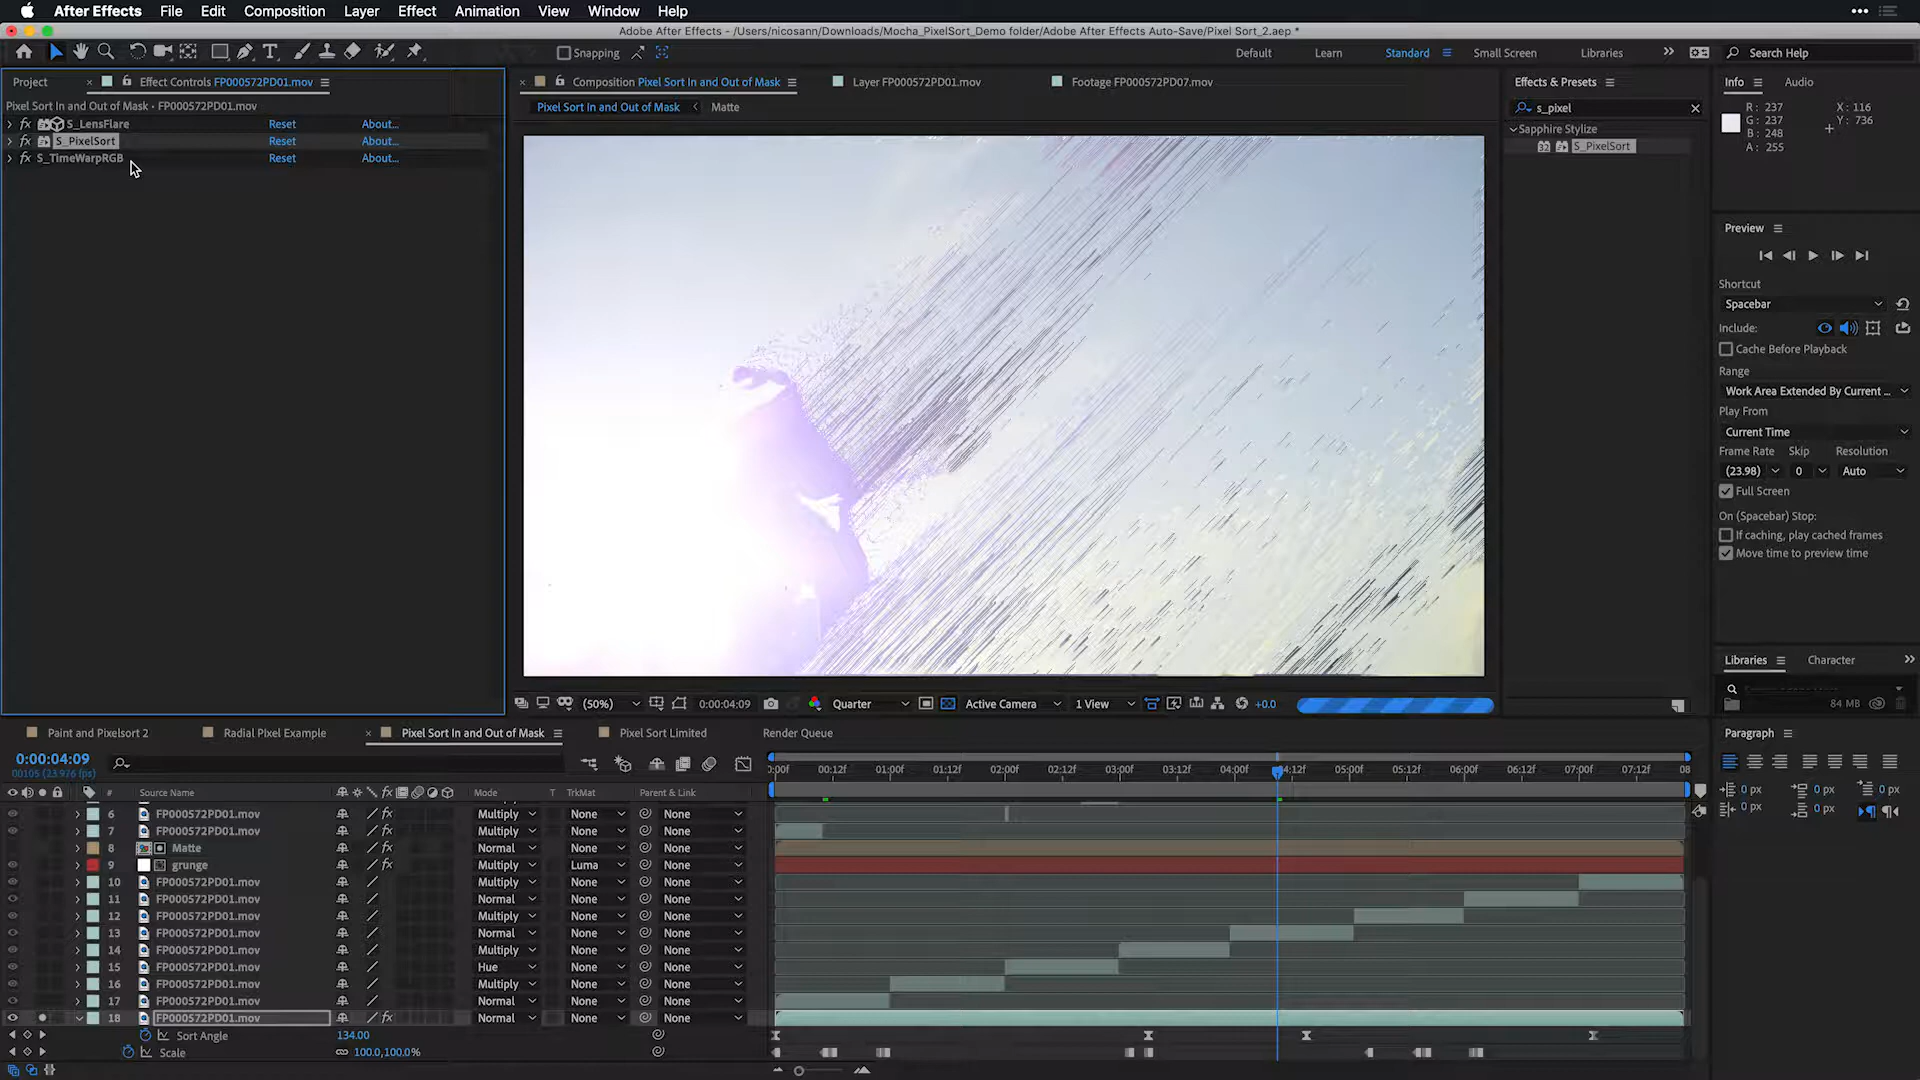 After Effects File Edit Composition Layer Effect Animation View Window Help
Adobe After Effects - /Users/nicosann/Downloads/Mocha_PixelSort_Demo folder/Adobe After Effects Auto-Save/Pixel Sort_2.aep *
Snapping Default Learn Standard Small Screen Libraries Search Help
Project Effect Controls FP000572PD01.mov
Pixel Sort In and Out of Mask • FP000572PD01.mov
fx S_LensFlare Reset About...
fx S_PixelSort Reset About...
fx S_TimeWarpRGB Reset About...
Composition Pixel Sort In and Out of Mask Layer FP000572PD01.mov Footage FP000572PD07.mov
Pixel Sort In and Out of Mask Matte
(50%) 0:00:04:09 Quarter Active Camera 1 View +0.0
Effects & Presets
s_pixel
Sapphire Stylize
32 S_PixelSort
Info Audio
R: 237 X: 116
G: 237 Y: 736
B: 248
A: 255
Preview
Shortcut
Spacebar
Include:
Cache Before Playback
Range
Work Area Extended By Current ...
Play From
Current Time
Frame Rate Skip Resolution
(23.98) 0 Auto
Full Screen
On (Spacebar) Stop:
If caching, play cached frames
Move time to preview time
Libraries Character
84 MB
Paragraph
0 px 0 px 0 px
0 px 0 px
Paint and Pixelsort 2 Radial Pixel Example Pixel Sort In and Out of Mask Pixel Sort Limited Render Queue
0:00:04:09
00105 (23.976 fps)
:00f 00:12f 01:00f 01:12f 02:00f 02:12f 03:00f 03:12f 04:00f 04:12f 05:00f 05:12f 06:00f 06:12f 07:00f 07:12f 08
# Source Name fx Mode T TrkMat Parent & Link
6 FP000572PD01.mov fx Multiply None None
7 FP000572PD01.mov fx Multiply None None
8 Matte fx Normal None None
9 grunge fx Multiply Luma None
10 FP000572PD01.mov Multiply None None
11 FP000572PD01.mov Normal None None
12 FP000572PD01.mov Multiply None None
13 FP000572PD01.mov Normal None None
14 FP000572PD01.mov Multiply None None
15 FP000572PD01.mov Hue None None
16 FP000572PD01.mov Multiply None None
17 FP000572PD01.mov Normal None None
18 FP000572PD01.mov fx Normal None None
Sort Angle 134.00
Scale 100.0,100.0%